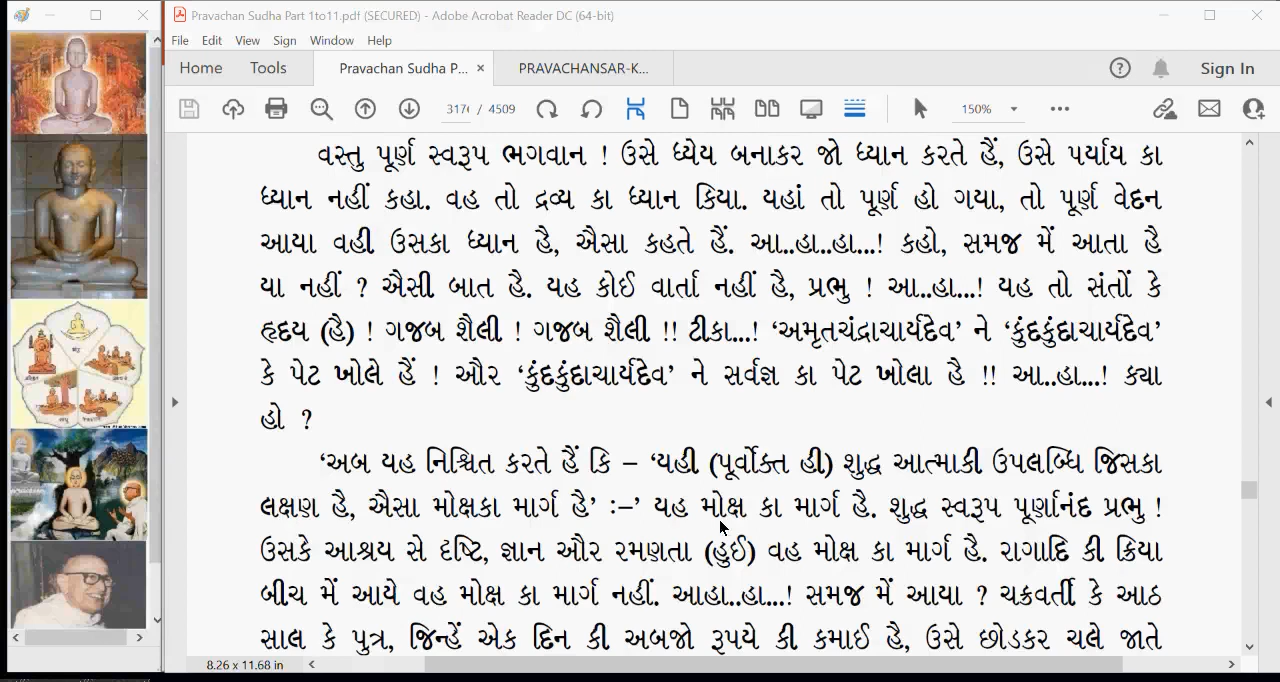 Pravachan Sudha Part 1to11.pdf (SECURED) - Adobe Acrobat Reader DC (64-bit)
File Edit View Sign Window Help
Home Tools Pravachan Sudha P... × PRAVACHANSAR-K... Sign In
3176 / 4509 150%
વસ્તુ પૂર્ણ સ્વરૂપ ભગવાન ! ઉસે ધ્યેય બનાકર જો ધ્યાન કરતે હૈં, ઉસે પર્યાય કા
ધ્યાન નહીં કહા. વહ તો દ્રવ્ય કા ધ્યાન કિયા. યહાં તો પૂર્ણ હો ગયા, તો પૂર્ણ વેદન
આયા વહી ઉસકા ધ્યાન હૈ, ઐસા કહતે હૈં. આ..હા..હા...! કહો, સમજ મેં આતા હૈ
યા નહીં ? ઐસી બાત હૈ. યહ કોઈ વાર્તા નહીં હૈ, પ્રભુ ! આ..હા...! યહ તો સંતોં કે
હૃદય (હૈ) ! ગજબ શૈલી ! ગજબ શૈલી !! ટીકા...! ‘અમૃતચંદ્રાચાર્યદેવ’ ને ‘કુંદકુંદાચાર્યદેવ’
કે પેટ ખોલે હૈં ! ઔર ‘કુંદકુંદાચાર્યદેવ’ ને સર્વજ્ઞ કા પેટ ખોલા હૈ !! આ..હા...! ક્યા
હો ?
‘અબ યહ નિશ્ચિત કરતે હૈં કિ – ‘યહી (પૂર્વોક્ત હી) શુદ્ધ આત્માકી ઉપલબ્ધિ જિસકા
લક્ષણ હૈ, ઐસા મોક્ષકા માર્ગ હૈ’ :–’ યહ મોક્ષ કા માર્ગ હૈ. શુદ્ધ સ્વરૂપ પૂર્ણાનંદ પ્રભુ !
ઉસકે આશ્રય સે દૃષ્ટિ, જ્ઞાન ઔર રમણતા (હુઈ) વહ મોક્ષ કા માર્ગ હૈ. રાગાદિ કી ક્રિયા
બીચ મેં આયે વહ મોક્ષ કા માર્ગ નહીં. આહા..હા...! સમજ મેં આયા ? ચક્રવર્તી કે આઠ
સાલ કે પુત્ર, જિન્હેં એક દિન કી અબજો રૂપયે કી કમાઈ હૈ, ઉસે છોડકર ચલે જાતે
8.26 x 11.68 in